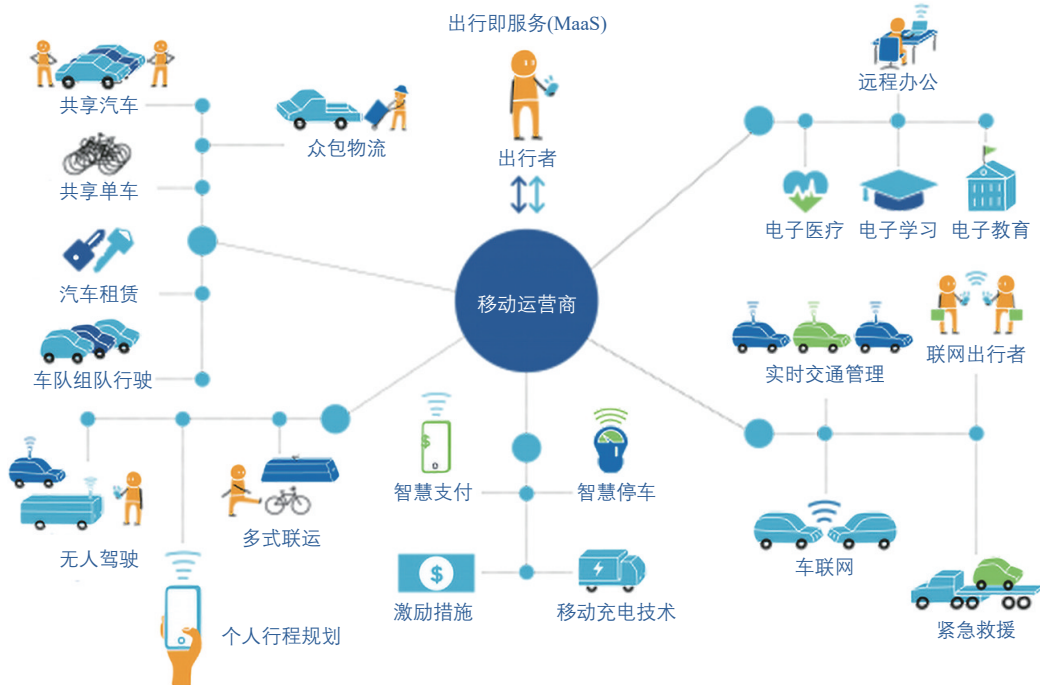 出行即服务(MaaS)
出行者
移动运营商
共享汽车
众包物流
共享单车
汽车租赁
车队组队行驶
远程办公
电子医疗
电子学习
电子教育
实时交通管理
联网出行者
车联网
紧急救援
无人驾驶
多式联运
个人行程规划
智慧支付
智慧停车
激励措施
移动充电技术
$
$